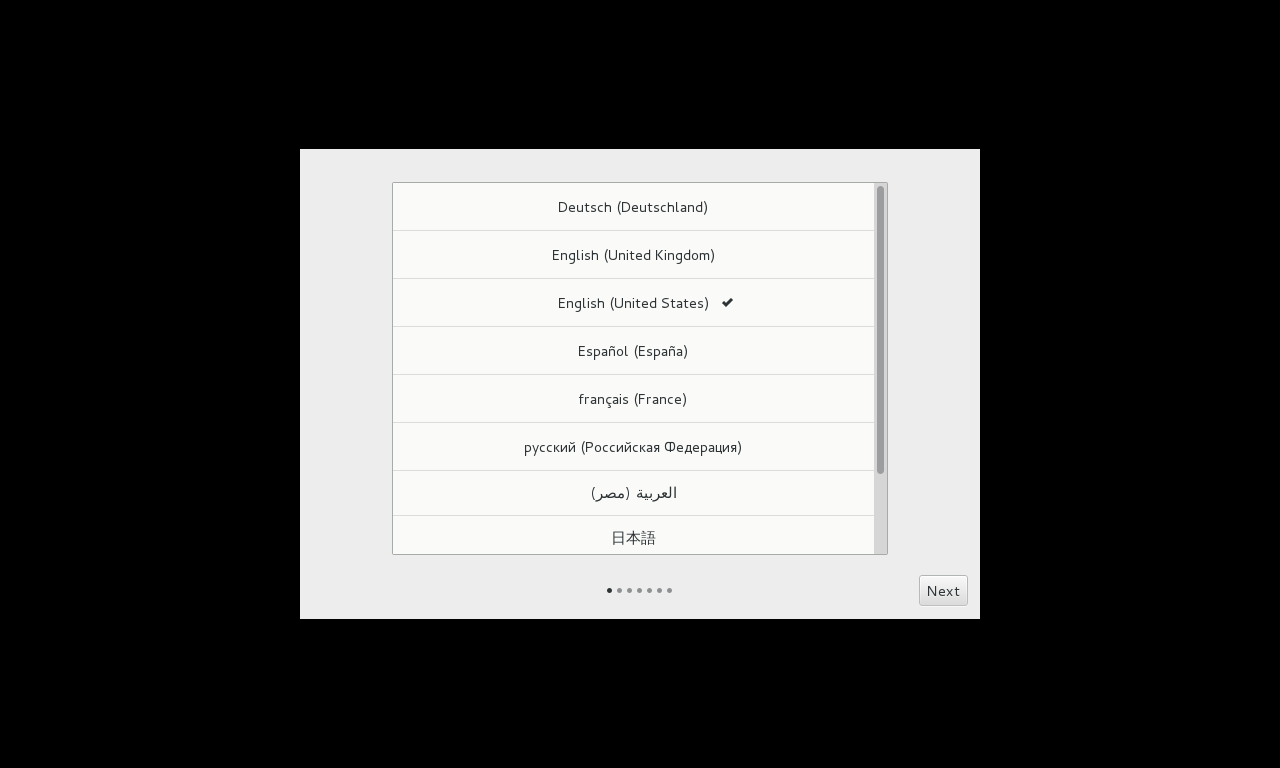 Deutsch (Deutschland)
English (United Kingdom)
English (United States)
Español (España)
français (France)
русский (Российская Федерация)
العربية (مصر)
日本語
Next